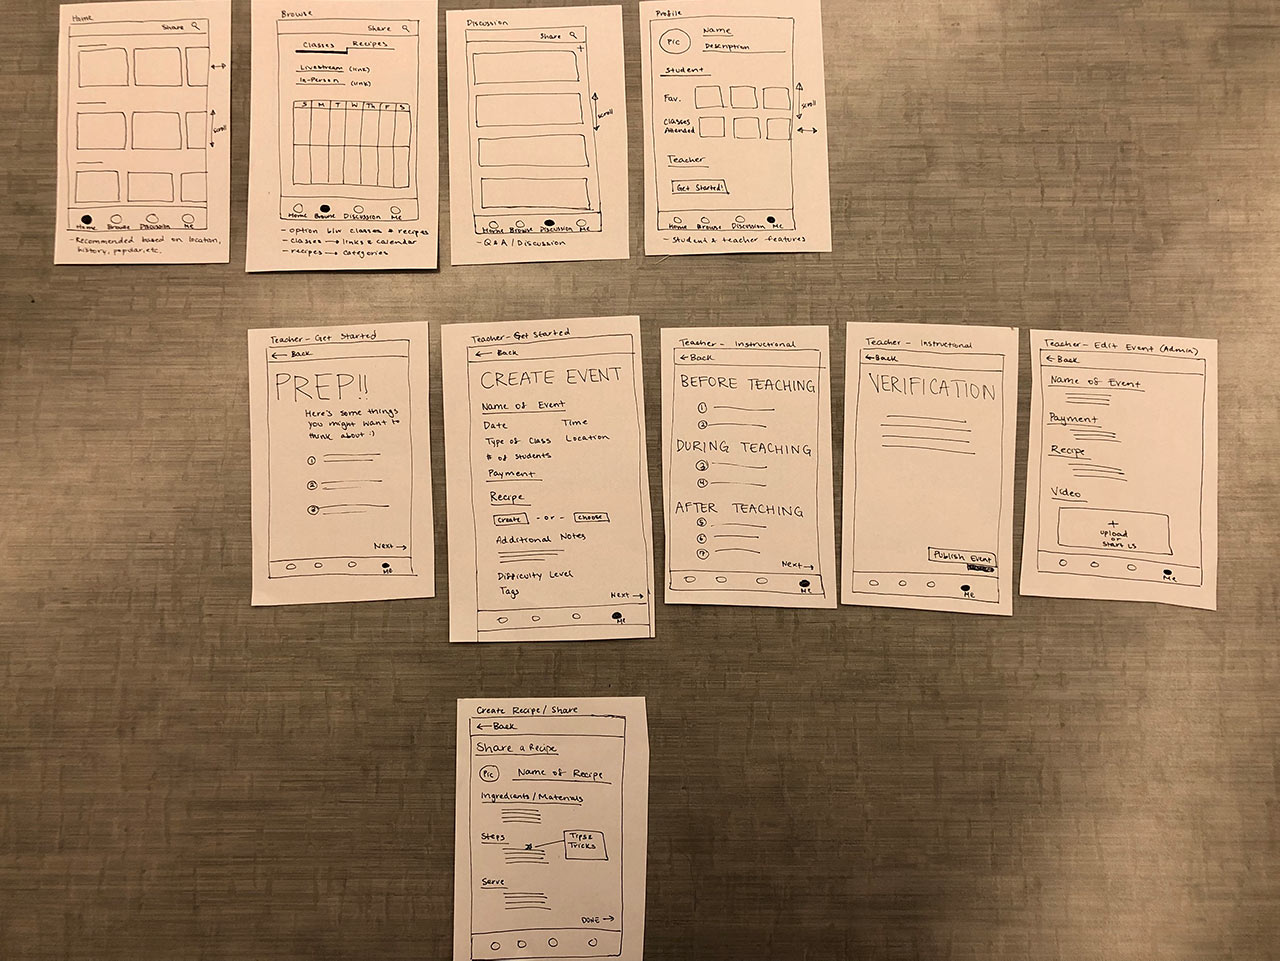 Home
Share
Home Browse Discussion Me
- Recommended based on location,
history, popular, etc.
scroll
Browse
Share
Classes Recipes
Livestream (link)
In-Person (link)
S M T W Th F S
Home Browse Discussion Me
- option b/w classes & recipes
- classes → links & calendar
- recipes → categories
Discussion
Share
+
scroll
Home Browse Discussion Me
- Q&A / Discussion
Profile
Pic
Name
Description
Student
Fav.
Classes
Attended
scroll
Teacher
Get Started!
Home Browse Discussion Me
- student & teacher features
Teacher - Get Started
← Back
PREP!!
Here's some things
you might want to
think about :)
1
2
3
Next →
Me
Teacher - Get Started
← Back
CREATE EVENT
Name of Event
Date Time
Type of Class Location
# of students
Payment
Recipe
Create - or - Choose
Additional Notes
Difficulty Level
Tags
Next →
Me
Teacher - Instructional
← Back
BEFORE TEACHING
1
2
DURING TEACHING
3
4
AFTER TEACHING
5
6
7
Next →
Me
Teacher - Instructional
← Back
VERIFICATION
Publish Event
Me
Teacher - Edit Event (Admin)
← Back
Name of Event
Payment
Recipe
Video
+
upload
or
start us
Me
Create Recipe / Share
← Back
Share a Recipe
Pic Name of Recipe
Ingredients / Materials
Steps
Tips &
Tricks
Serve
DONE →